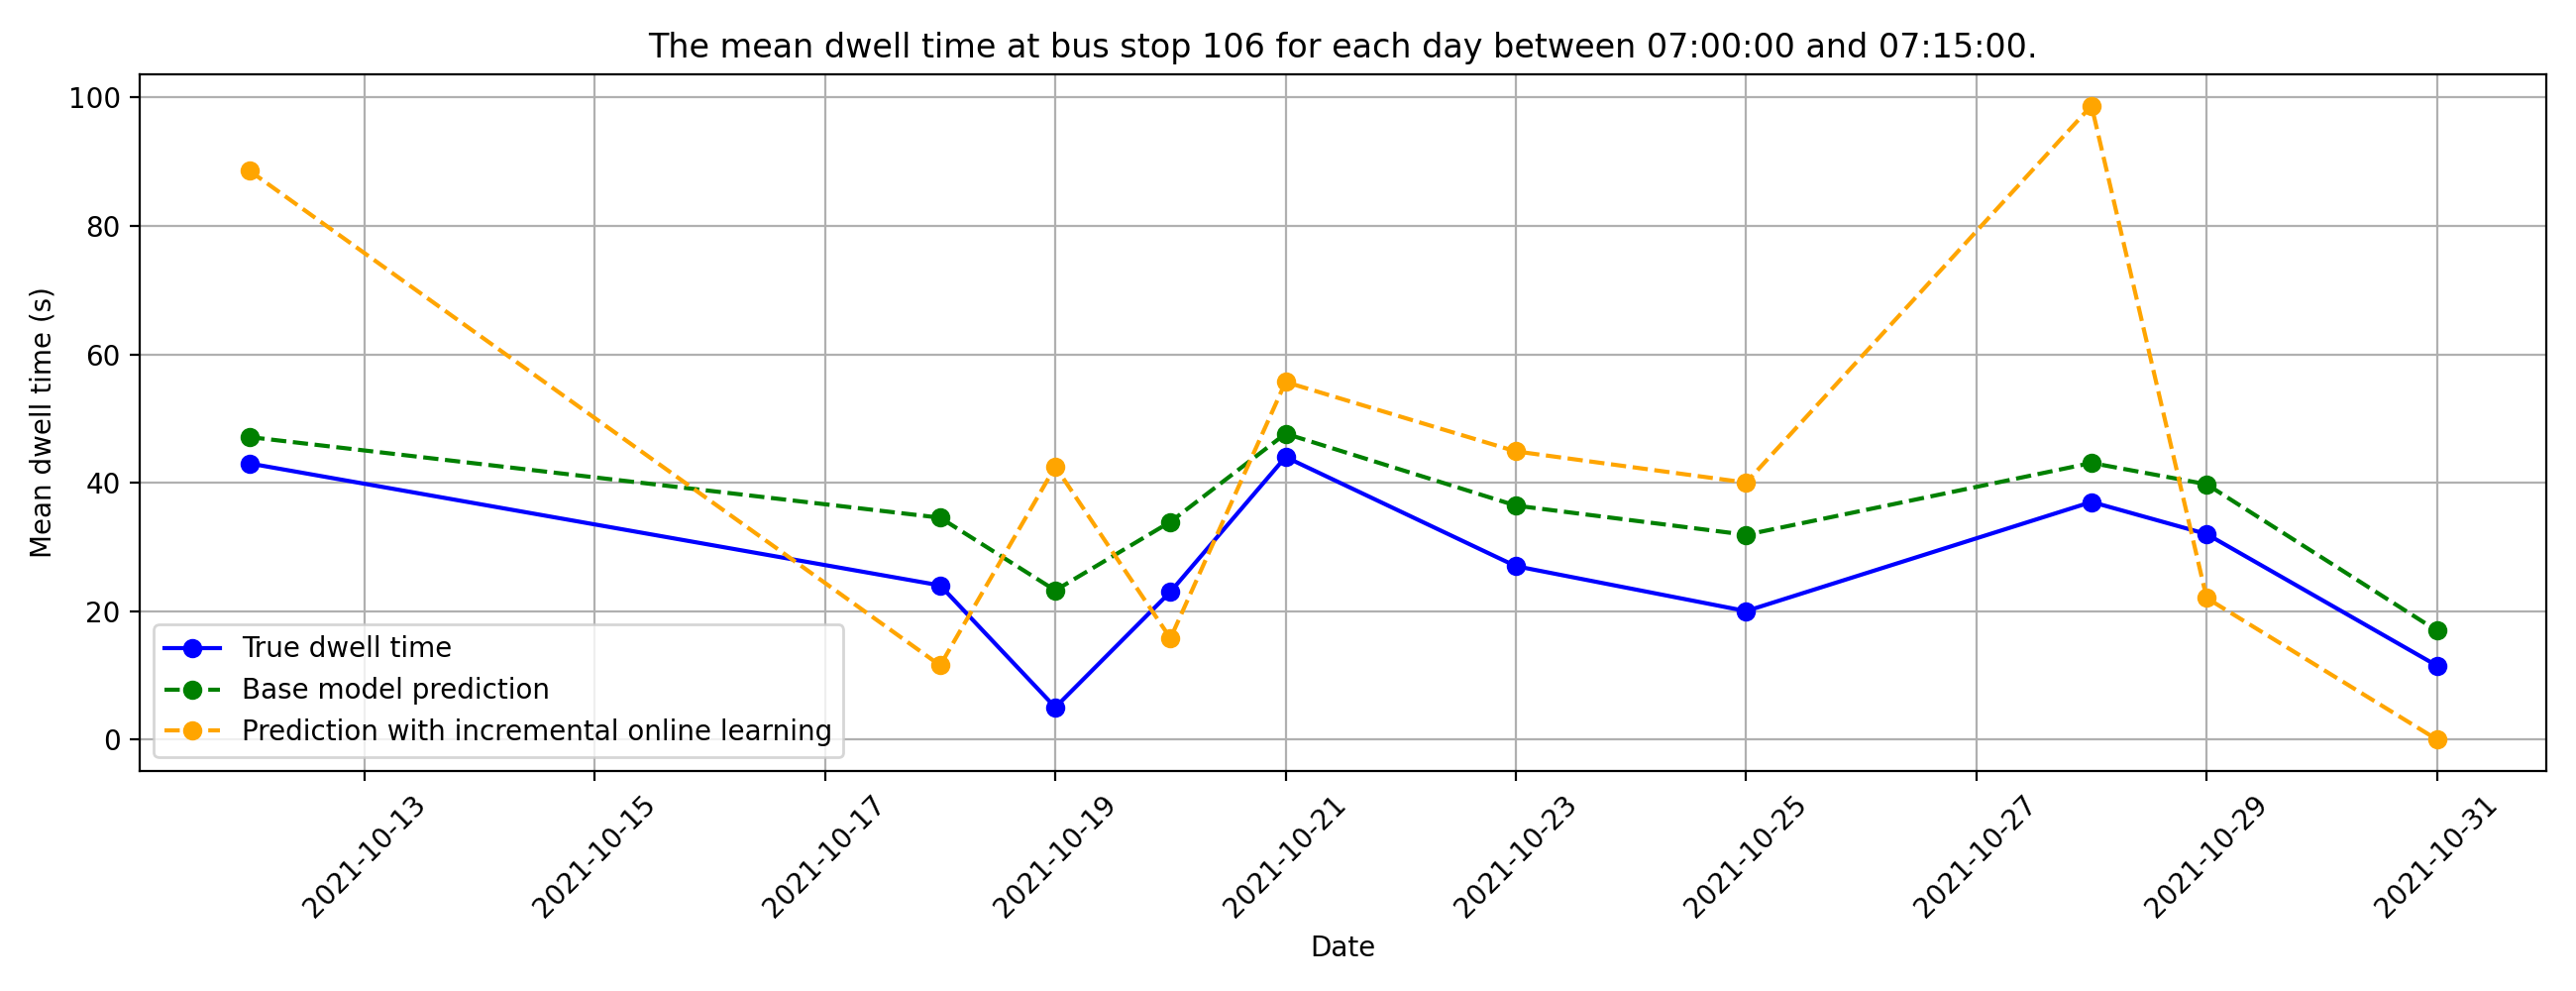 The mean dwell time at bus stop 106 for each day between 07:00:00 and 07:15:00.
Mean dwell time (s)
100
80
60
40
20
0
True dwell time
Base model prediction
Prediction with incremental online learning
2021-10-13
2021-10-15
2021-10-17
2021-10-19
2021-10-21
2021-10-23
2021-10-25
2021-10-27
2021-10-29
2021-10-31
Date